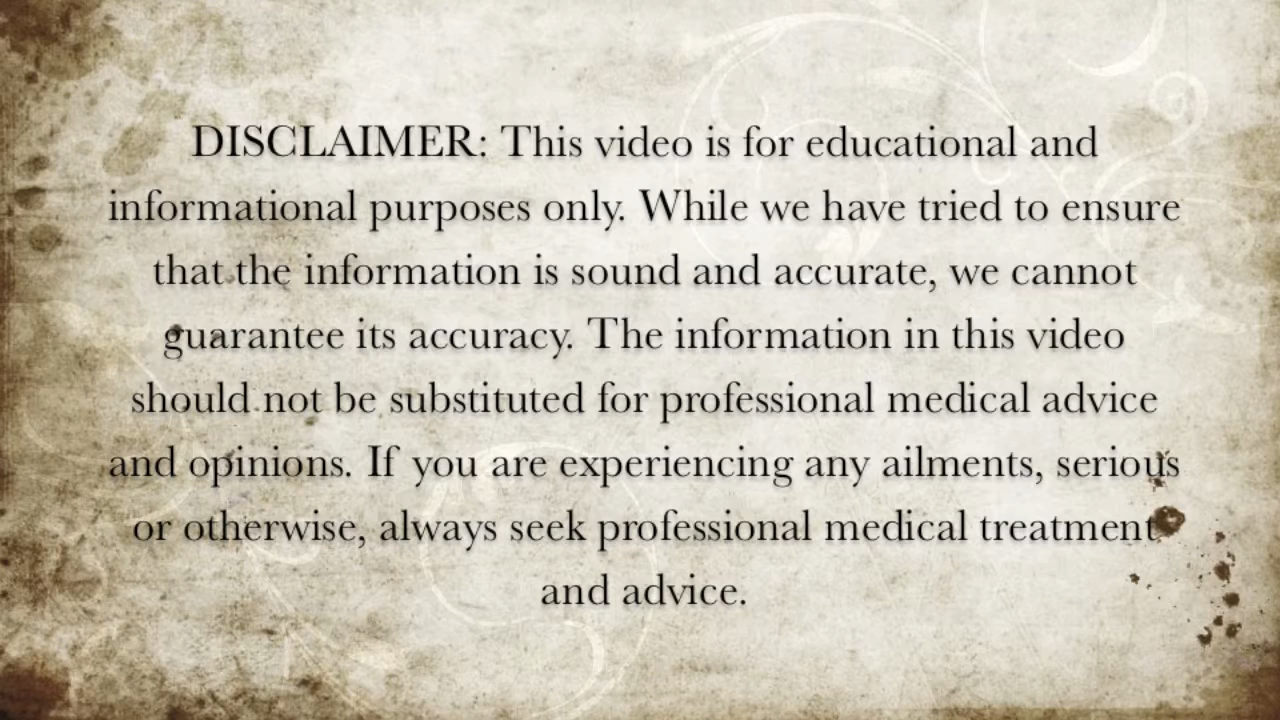 DISCLAIMER: This video is for educational and
informational purposes only. While we have tried to ensure
that the information is sound and accurate, we cannot
guarantee its accuracy. The information in this video
should not be substituted for professional medical advice
and opinions. If you are experiencing any ailments, serious
or otherwise, always seek professional medical treatment
and advice.